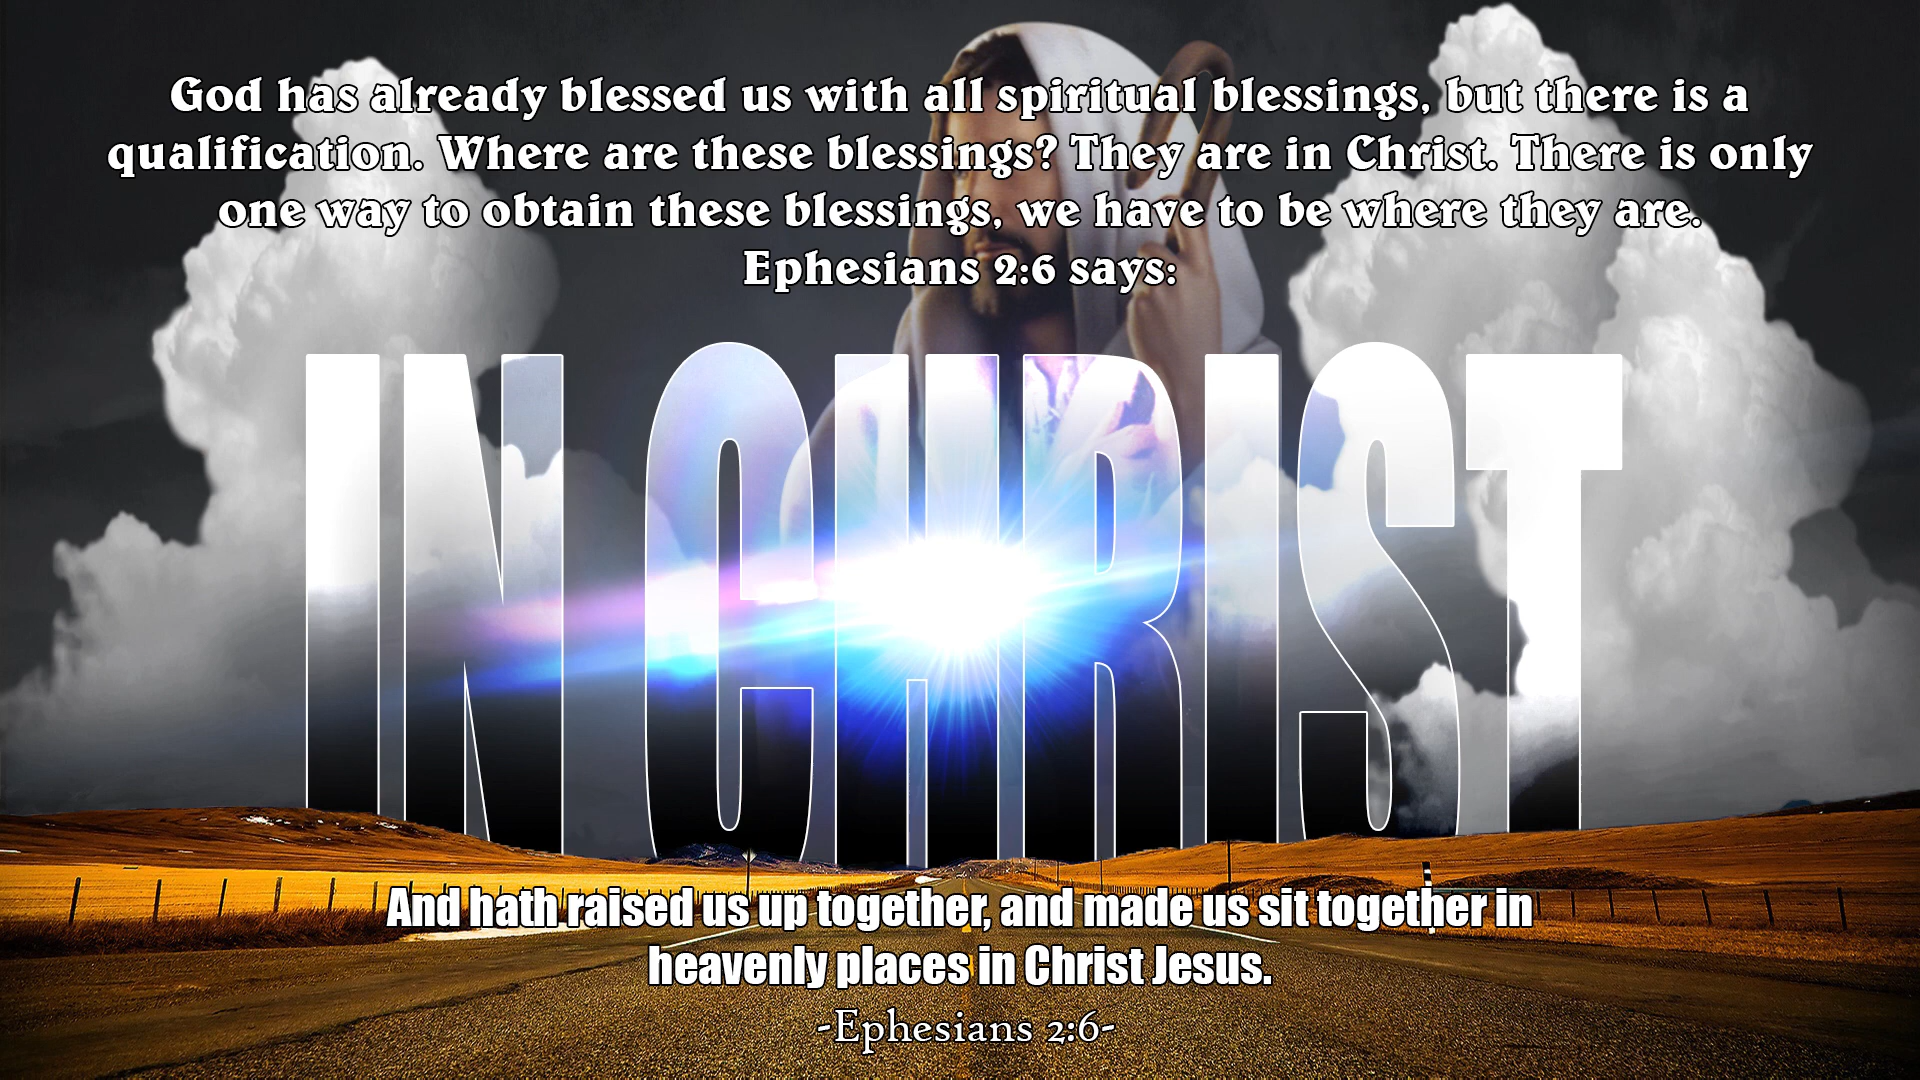 God has already blessed us with all spiritual blessings, but there is a
qualification. Where are these blessings? They are in Christ. There is only
one way to obtain these blessings, we have to be where they are.
Ephesians 2:6 says:
IN CHRIST
And hath raised us up together, and made us sit together in
heavenly places in Christ Jesus.
-Ephesians 2:6-